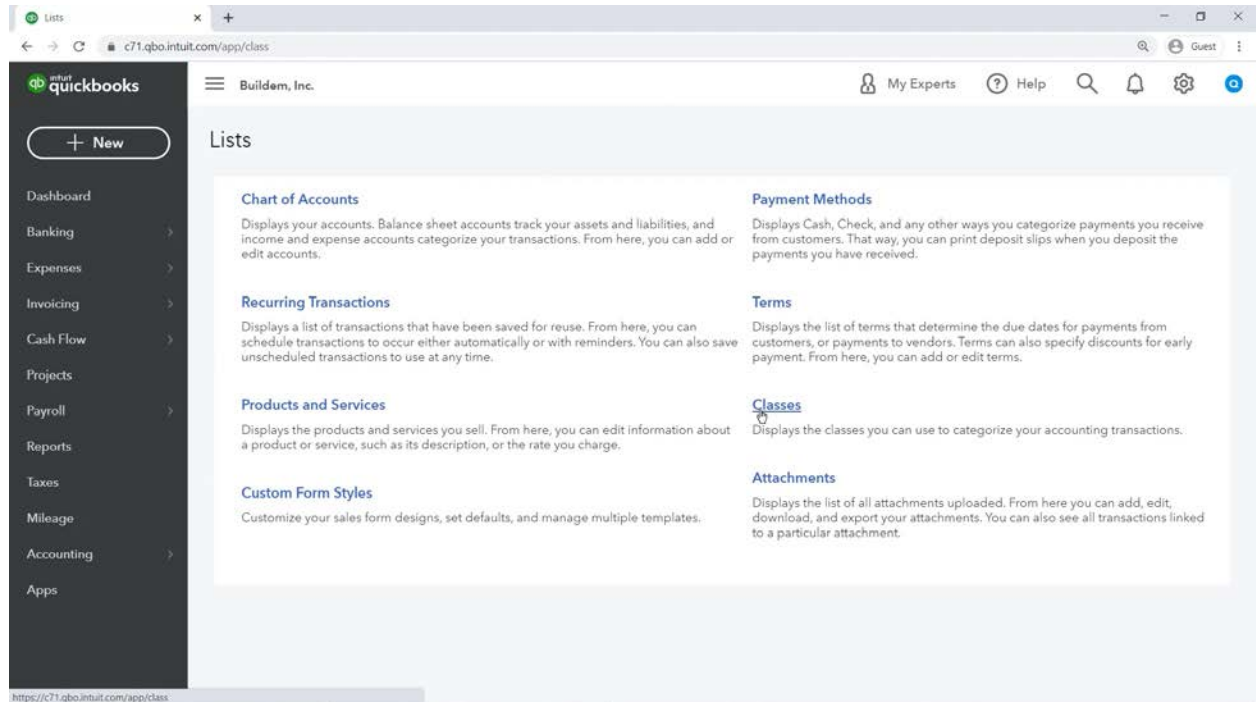 Lists
c71.qbo.intuit.com/app/class
Guest
intuit
quickbooks
Buildem, Inc.
My Experts
Help
+ New
Lists
Dashboard
Banking
Expenses
Invoicing
Cash Flow
Projects
Payroll
Reports
Taxes
Mileage
Accounting
Apps
Chart of Accounts
Displays your accounts. Balance sheet accounts track your assets and liabilities, and
income and expense accounts categorize your transactions. From here, you can add or
edit accounts.
Recurring Transactions
Displays a list of transactions that have been saved for reuse. From here, you can
schedule transactions to occur either automatically or with reminders. You can also save
unscheduled transactions to use at any time.
Products and Services
Displays the products and services you sell. From here, you can edit information about
a product or service, such as its description, or the rate you charge.
Custom Form Styles
Customize your sales form designs, set defaults, and manage multiple templates.
Payment Methods
Displays Cash, Check, and any other ways you categorize payments you receive
from customers. That way, you can print deposit slips when you deposit the
payments you have received.
Terms
Displays the list of terms that determine the due dates for payments from
customers, or payments to vendors. Terms can also specify discounts for early
payment. From here, you can add or edit terms.
Classes
Displays the classes you can use to categorize your accounting transactions.
Attachments
Displays the list of all attachments uploaded. From here you can add, edit,
download, and export your attachments. You can also see all transactions linked
to a particular attachment.
https://c71.qbo.intuit.com/app/class